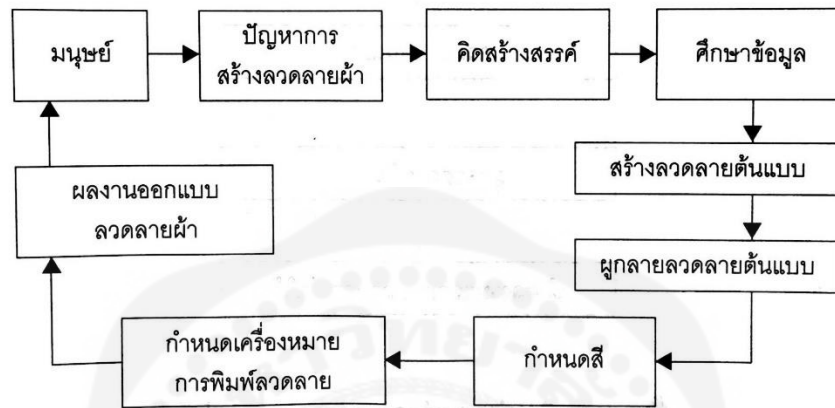 มนุษย์
ปัญหาการ
สร้างลวดลายผ้า
คิดสร้างสรรค์
ศึกษาข้อมูล
สร้างลวดลายต้นแบบ
ผูกลายลวดลายต้นแบบ
กำหนดสี
กำหนดเครื่องหมาย
การพิมพ์ลวดลาย
ผลงานออกแบบ
ลวดลายผ้า